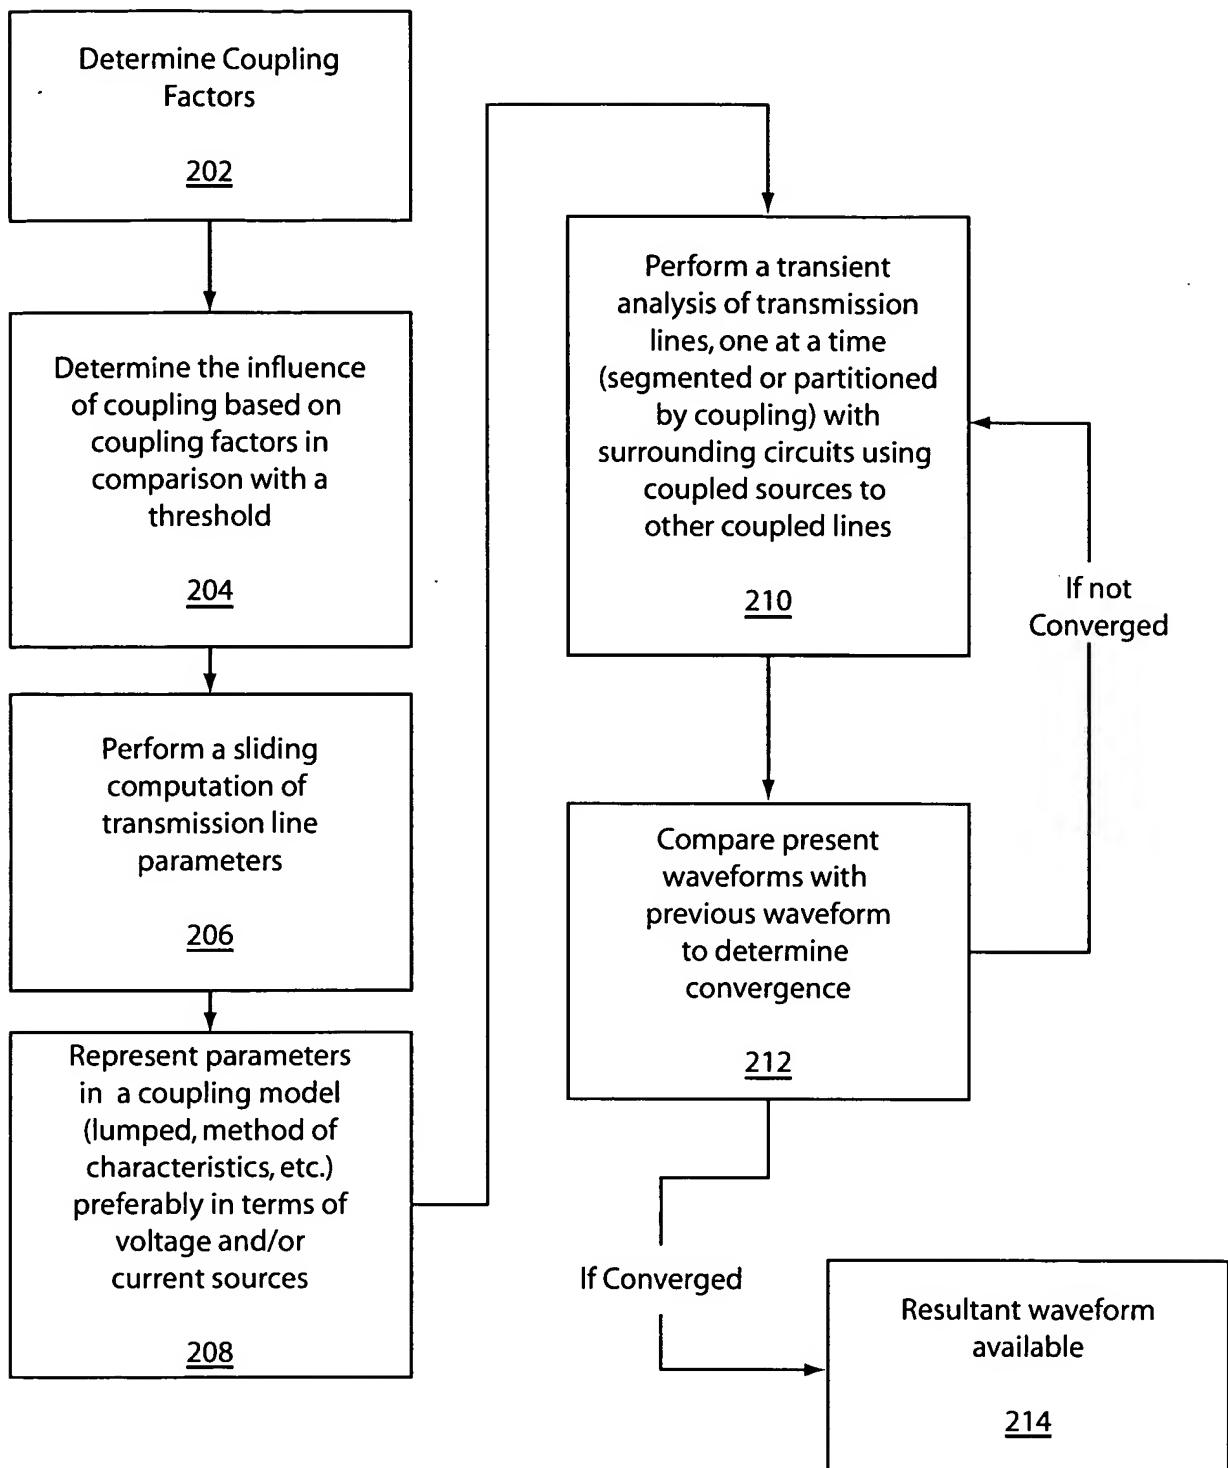 Determine Coupling
Factors
202
Determine the influence
of coupling based on
coupling factors in
comparison with a
threshold
204
Perform a sliding
computation of
transmission line
parameters
206
Represent parameters
in a coupling model
(lumped, method of
characteristics, etc.)
preferably in terms of
voltage and/or
current sources
208
Perform a transient
analysis of transmission
lines, one at a time
(segmented or partitioned
by coupling) with
surrounding circuits using
coupled sources to
other coupled lines
210
If not
Converged
Compare present
waveforms with
previous waveform
to determine
convergence
212
If Converged
Resultant waveform
available
214